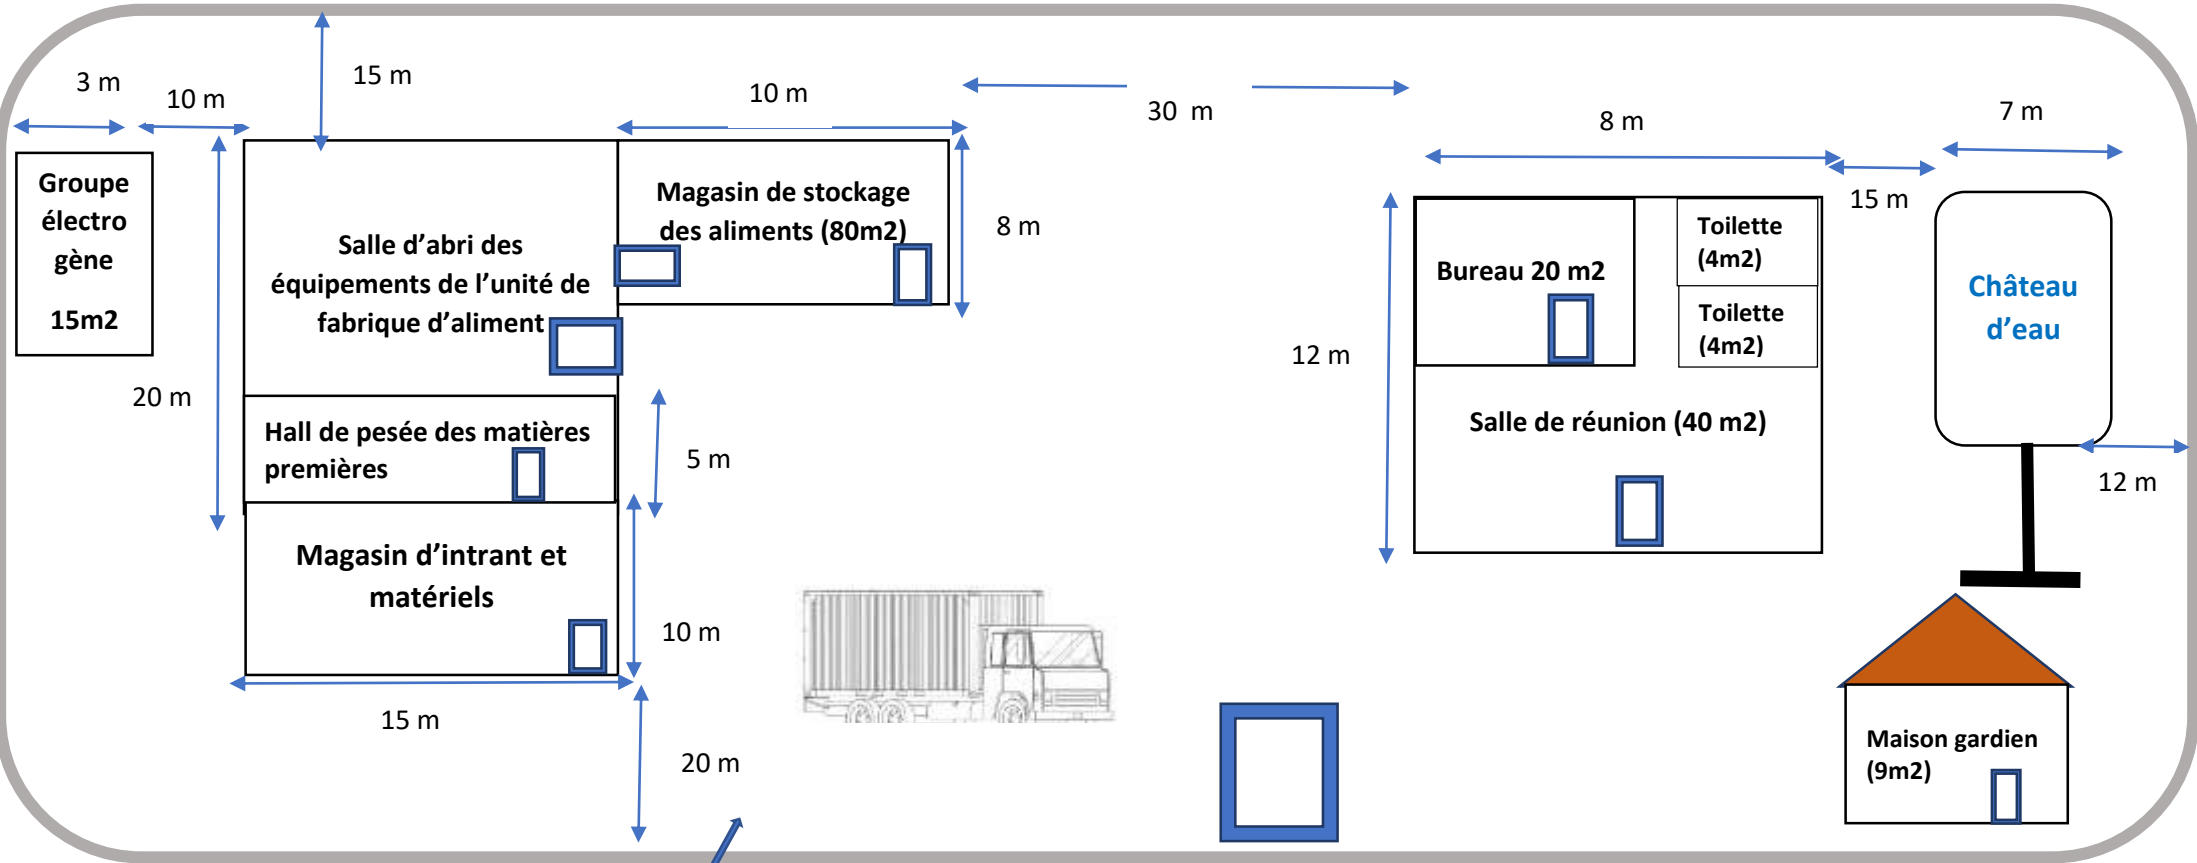 3 m
10 m
15 m
10 m
30 m
8 m
7 m
Groupe
électro
gène
15m2
Salle d’abri des
équipements de l’unité de
fabrique d’aliment
Magasin de stockage
des aliments (80m2)
8 m
20 m
Hall de pesée des matières
premières
5 m
Magasin d’intrant et
matériels
10 m
15 m
20 m
12 m
Bureau 20 m2
Toilette
(4m2)
Toilette
(4m2)
Salle de réunion (40 m2)
15 m
Château
d’eau
12 m
Maison gardien
(9m2)